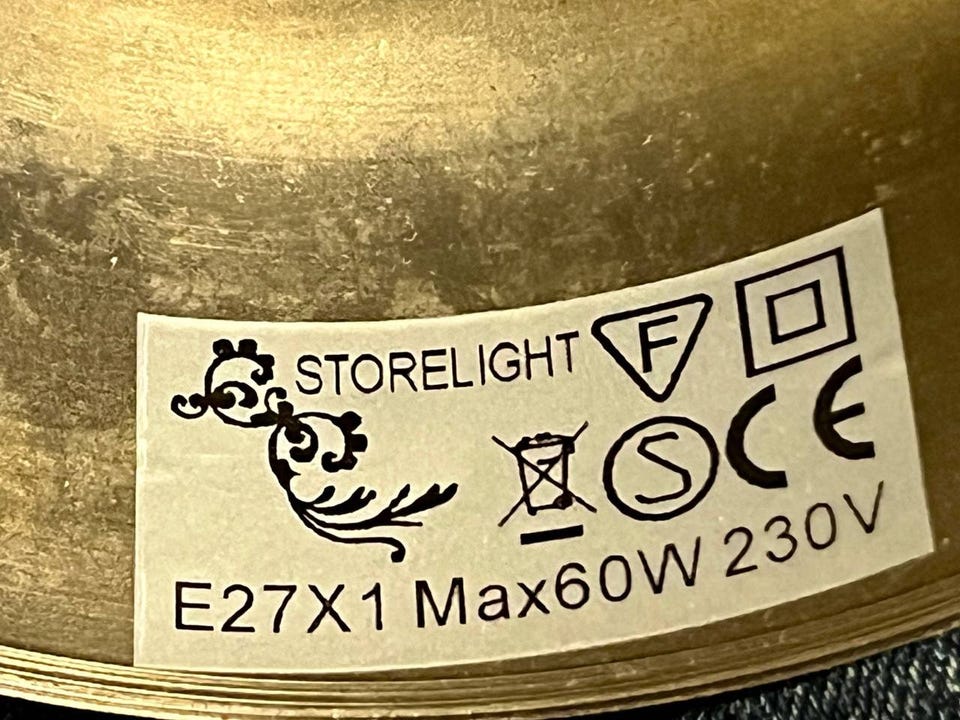 STORELIGHT F
S CE
E27X1 Max60W 230V